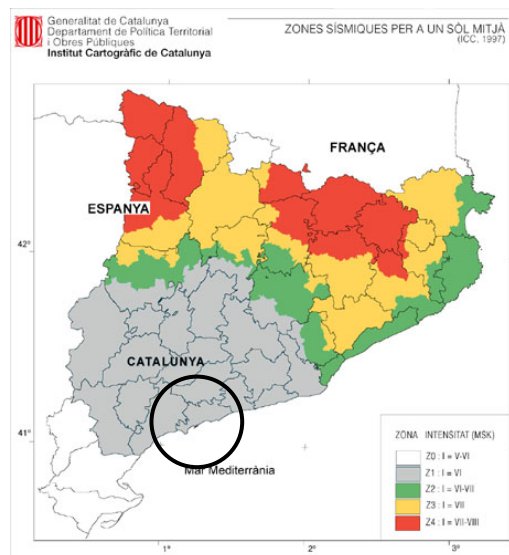 Generalitat de Catalunya
Departament de Política Territorial
i Obres Públiques
Institut Cartogràfic de Catalunya
ZONES SÍSMIQUES PER A UN SÒL MITJÀ
(ICC, 1997)
FRANÇA
ESPANYA
42°
CATALUNYA
41°
Mar Mediterrània
ZONA INTENSITAT (MSK)
Z0 : I = V-VI
Z1 : I = VI
Z2 : I = VI-VII
Z3 : I = VII
Z4 : I = VII-VIII
1° 2° 3°